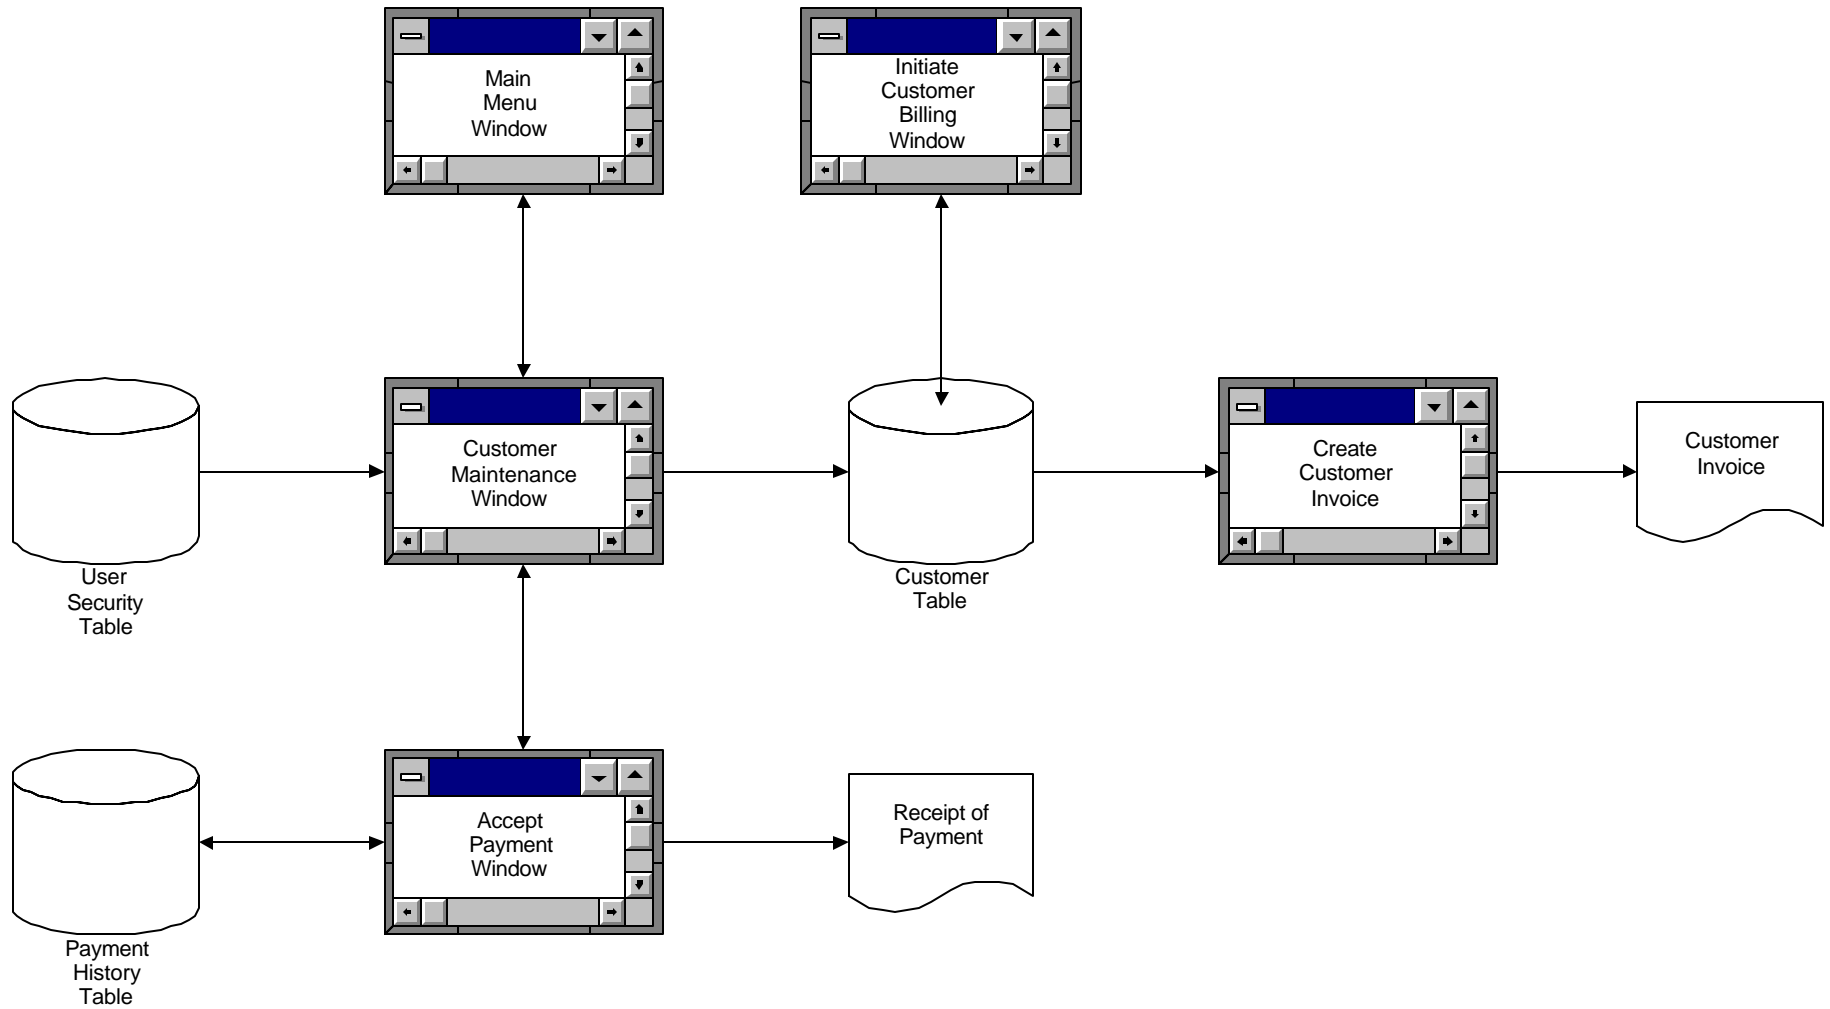 Main
Menu
Window
Initiate
Customer
Billing
Window
User
Security
Table
Customer
Maintenance
Window
Customer
Table
Create
Customer
Invoice
Customer
Invoice
Payment
History
Table
Accept
Payment
Window
Receipt of
Payment